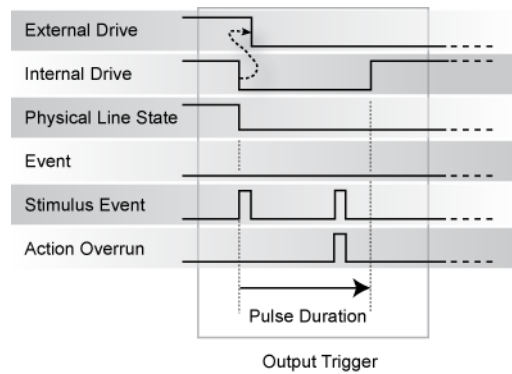 External Drive
Internal Drive
Physical Line State
Event
Stimulus Event
Action Overrun
Pulse Duration
Output Trigger